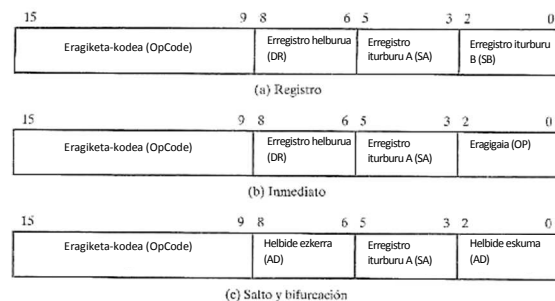 15 9 8 6 5 3 2 0
Eragiketa-kodea (OpCode) Erregistro helburua Erregistro Erregistro iturburu
(DR) iturburu A (SA) B (SB)
(a) Registro
15 9 8 6 5 3 2 0
Eragiketa-kodea (OpCode) Erregistro helburua Erregistro Eragigaia (OP)
(DR) iturburu A (SA)
(b) Inmediato
15 9 8 6 5 3 2 0
Eragiketa-kodea (OpCode) Helbide ezkerra Erregistro Helbide eskuma
(AD) iturburu A (SA) (AD)
(c) Salto y bifurcación